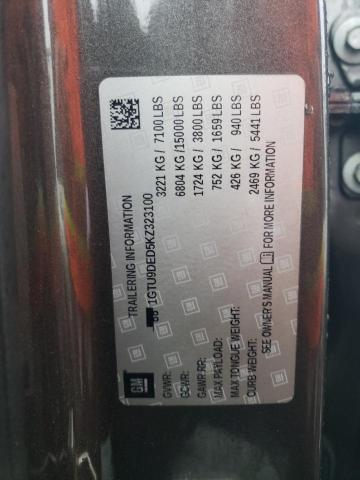 GM
TRAILERING INFORMATION
1GTU9DED5KZ323100
GVWR: 3221 KG / 7100 LBS
GCWR: 6804 KG /15000 LBS
GAWR RR: 1724 KG / 3800 LBS
MAX PAYLOAD: 752 KG / 1659 LBS
MAX TONGUE WEIGHT: 426 KG / 940 LBS
CURB WEIGHT: 2469 KG / 5441 LBS
SEE OWNER'S MANUAL FOR MORE INFORMATION